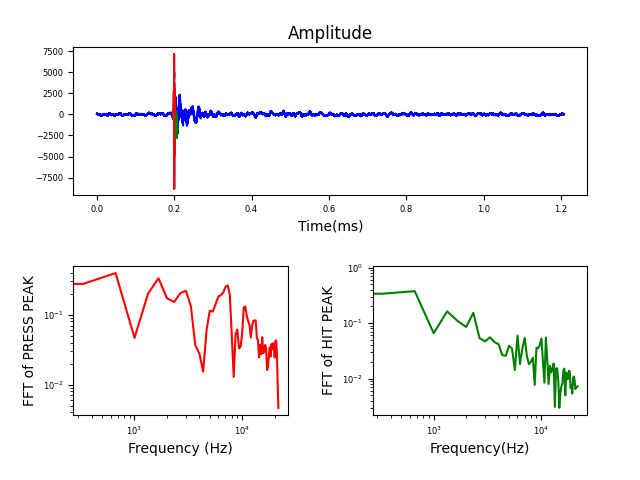 Amplitude
7500
5000
2500
0
−2500
−5000
−7500
0.0 0.2 0.4 0.6 0.8 1.0 1.2
Time(ms)
FFT of PRESS PEAK
10⁻¹
10⁻²
10³ 10⁴
Frequency (Hz)
FFT of HIT PEAK
10⁰
10⁻¹
10⁻²
10³ 10⁴
Frequency(Hz)